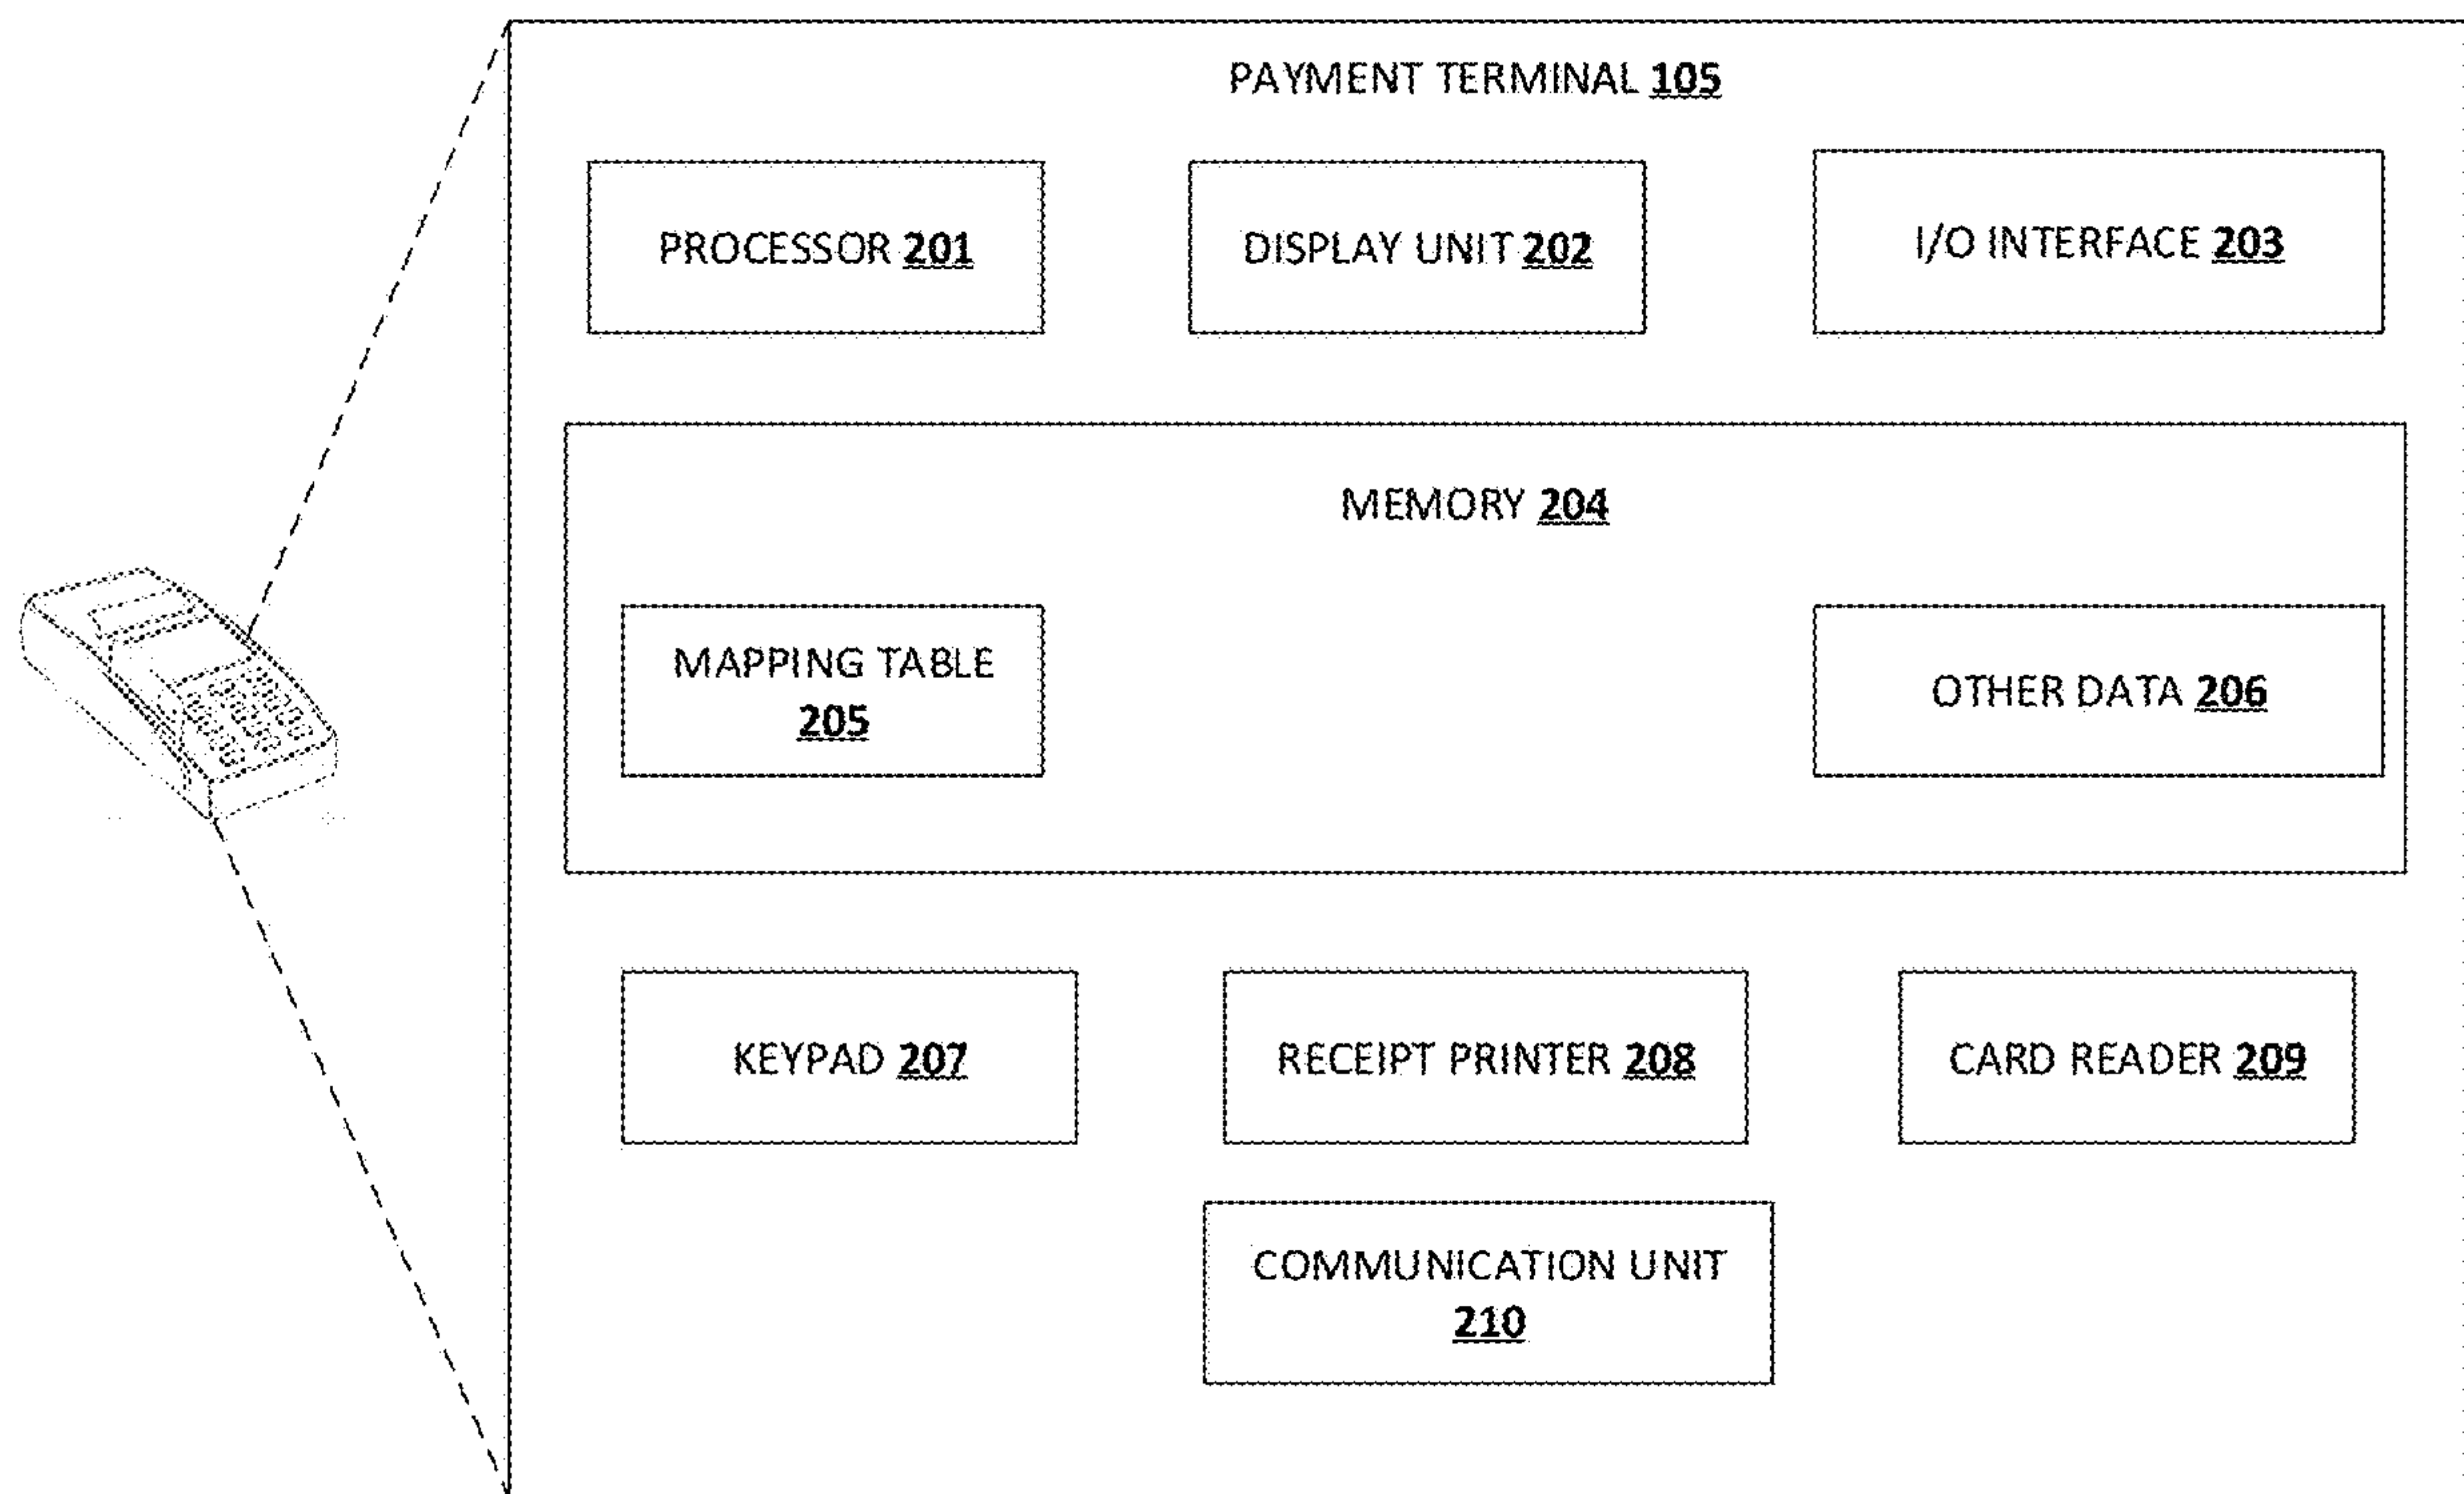 PAYMENT TERMINAL 105
PROCESSOR 201
DISPLAY UNIT 202
I/O INTERFACE 203
MEMORY 204
MAPPING TABLE
205
OTHER DATA 206
KEYPAD 207
RECEIPT PRINTER 208
CARD READER 209
COMMUNICATION UNIT
210